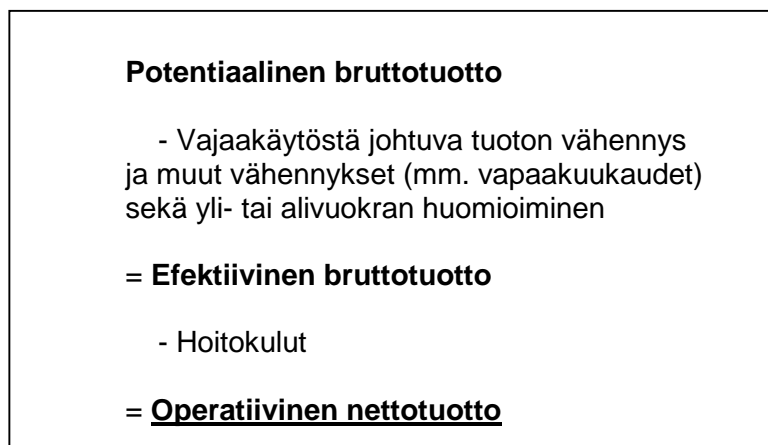 Potentiaalinen bruttotuotto
- Vajaakäytöstä johtuva tuoton vähennys
ja muut vähennykset (mm. vapaakuukaudet)
sekä yli- tai alivuokran huomioiminen
= Efektiivinen bruttotuotto
- Hoitokulut
= Operatiivinen nettotuotto